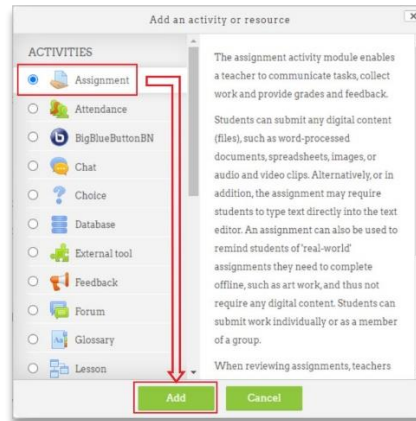 Add an activity or resource
x
ACTIVITIES
Assignment
Attendance
BigBlueButtonBN
Chat
Choice
Database
External tool
Feedback
Forum
Glossary
Lesson
The assignment activity module enables
a teacher to communicate tasks, collect
work and provide grades and feedback.
Students can submit any digital content
(files), such as word-processed
documents, spreadsheets, images, or
audio and video clips. Alternatively, or in
addition, the assignment may require
students to type text directly into the text
editor. An assignment can also be used to
remind students of 'real-world'
assignments they need to complete
offline, such as art work, and thus not
require any digital content. Students can
submit work individually or as a member
of a group.
When reviewing assignments, teachers
Add
Cancel